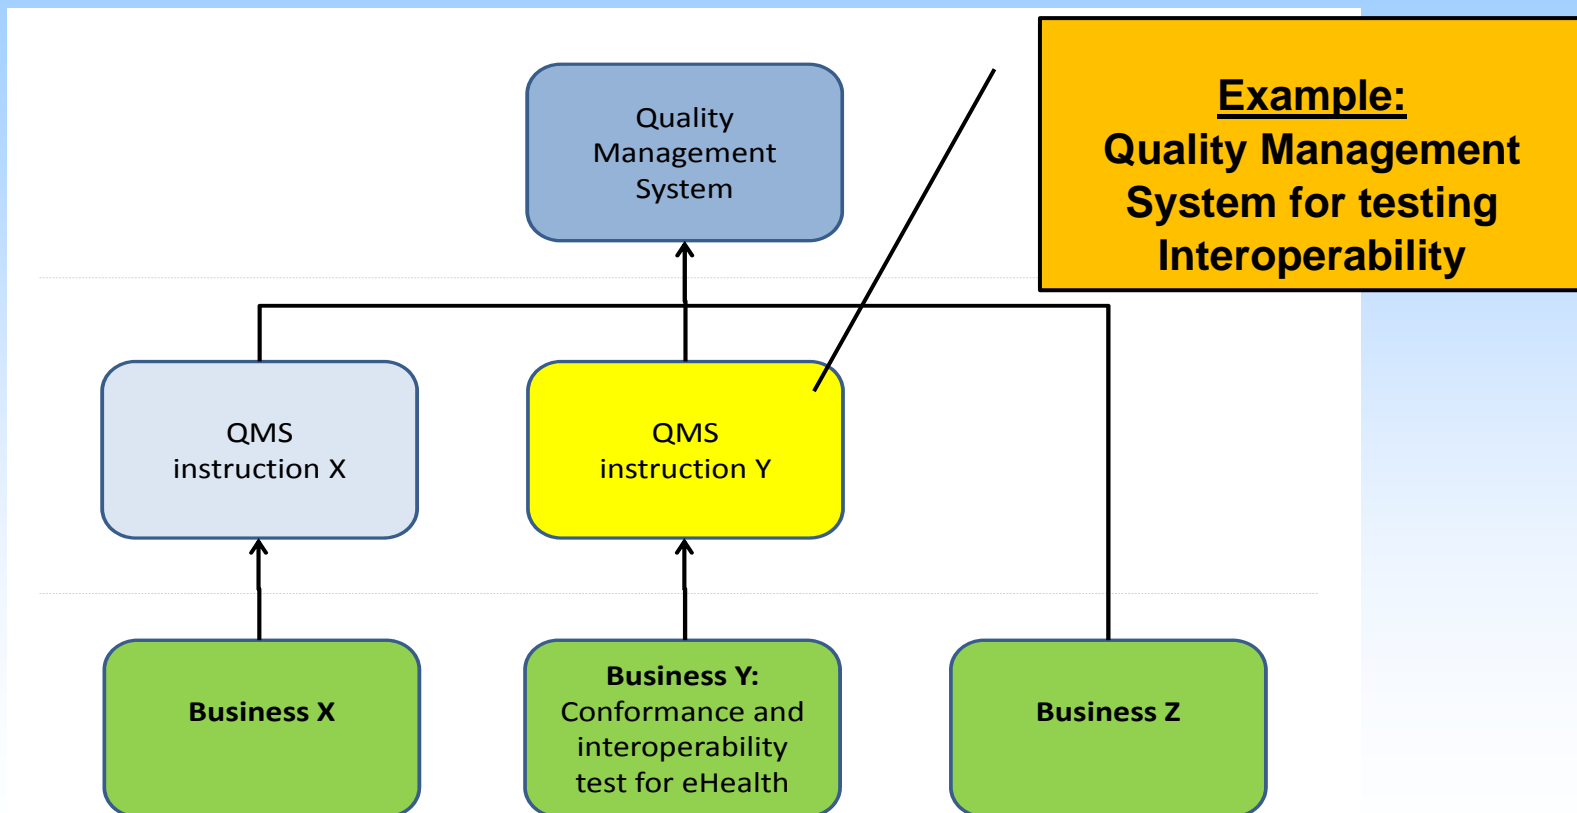 Quality
Management
System
Example:
Quality Management
System for testing
Interoperability
QMS
instruction X
QMS
instruction Y
Business X
Business Y:
Conformance and
interoperability
test for eHealth
Business Z